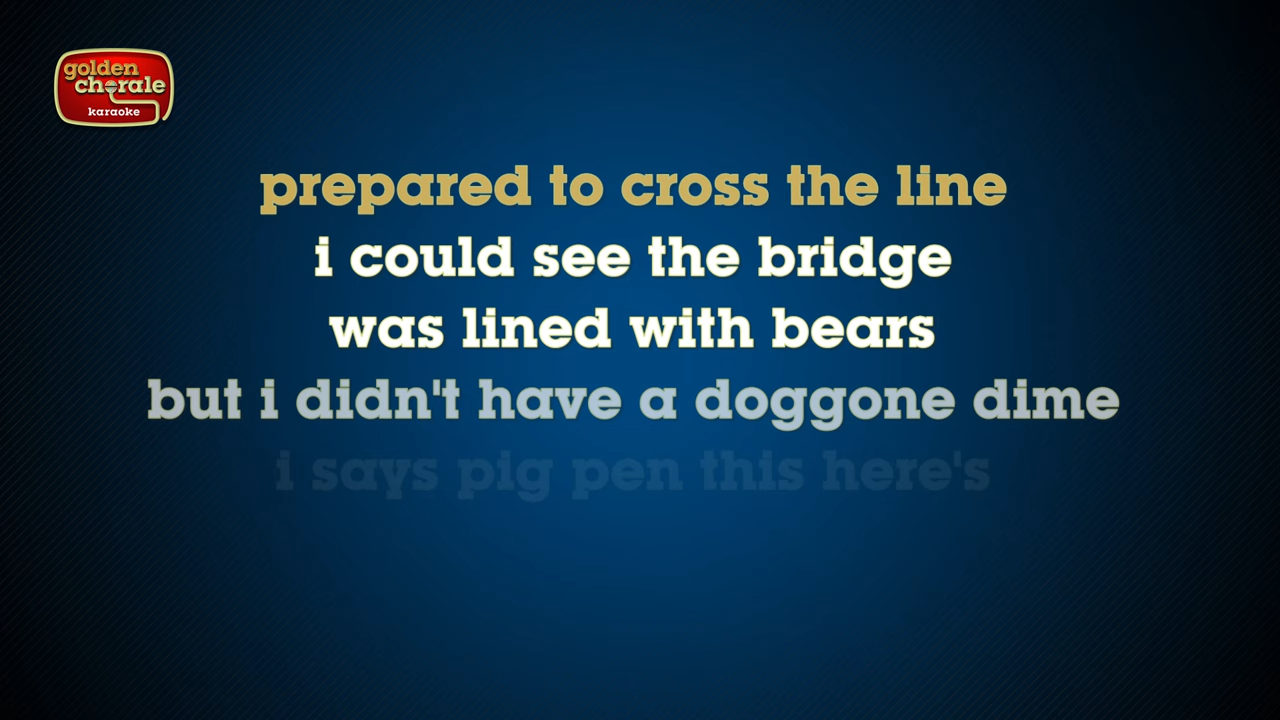 golden
chorale
karaoke
prepared to cross the line
i could see the bridge
was lined with bears
but i didn't have a doggone dime
i says pig pen this here's